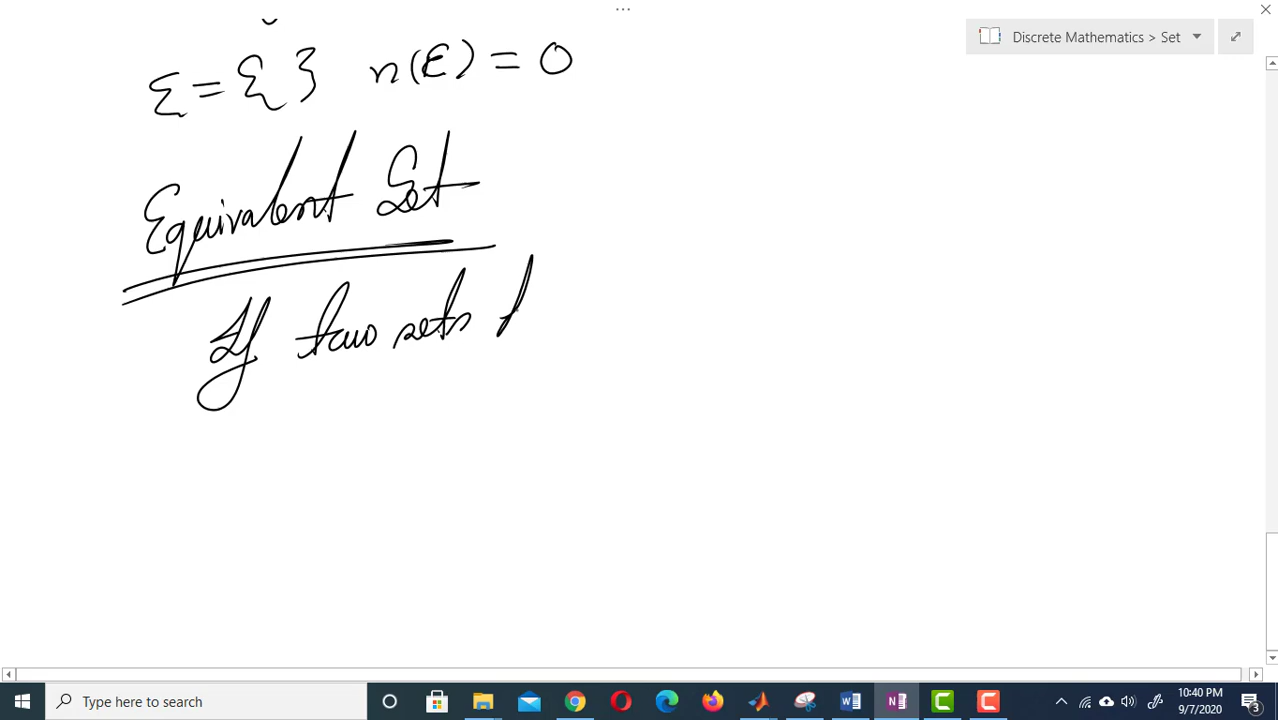 ...
Discrete Mathematics > Set
E = { } n(E) = 0
Equivalent Set
If two sets
Type here to search
10:40 PM
9/7/2020
3